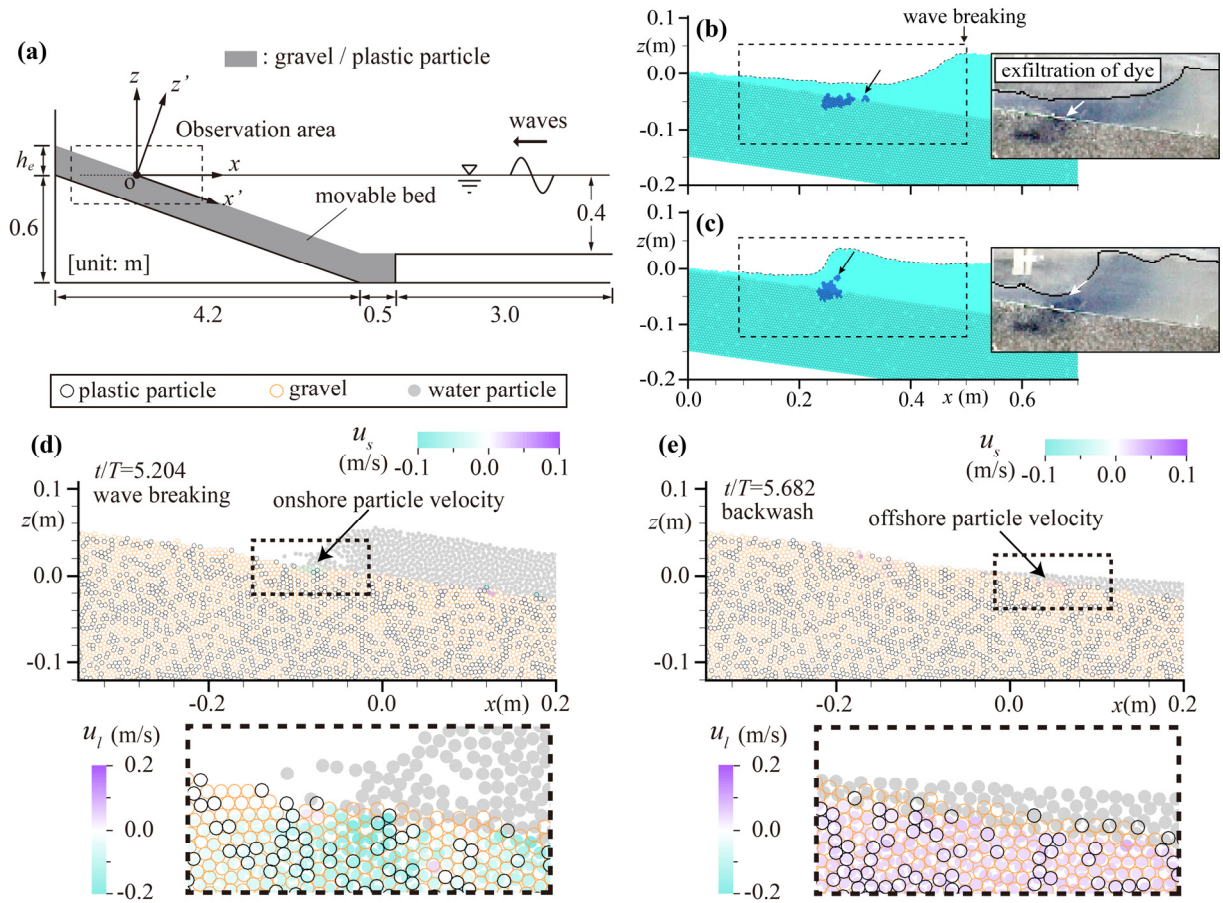 (a)
: gravel / plastic particle
z
z'
Observation area
waves
h_e
o
x
x'
movable bed
0.6
0.4
[unit: m]
4.2
0.5
3.0
(b)
wave breaking
0.1
z(m)
0.0
-0.1
-0.2
exfiltration of dye
(c)
0.1
z(m)
0.0
-0.1
-0.2
0.0
0.2
0.4
x (m)
0.6
plastic particle
gravel
water particle
(d)
u_s
(m/s)
-0.1
0.0
0.1
t/T=5.204
wave breaking
onshore particle velocity
0.1
z(m)
0.0
-0.1
-0.2
0.0
x(m)
0.2
u_l (m/s)
0.2
0.0
-0.2
(e)
u_s
(m/s)
-0.1
0.0
0.1
t/T=5.682
backwash
offshore particle velocity
0.1
z(m)
0.0
-0.1
-0.2
0.0
x(m)
0.2
u_l (m/s)
0.2
0.0
-0.2